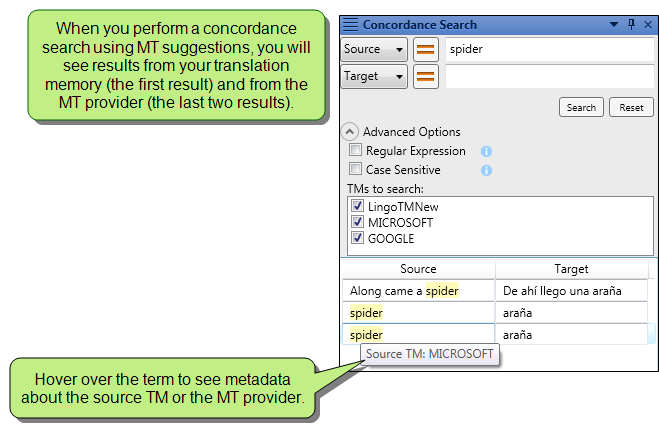 When you perform a concordance
search using MT suggestions, you will
see results from your translation
memory (the first result) and from the
MT provider (the last two results).
Concordance Search
Source spider
Target
Search Reset
Advanced Options
Regular Expression
Case Sensitive
TMs to search:
LingoTMNew
MICROSOFT
GOOGLE
Source Target
Along came a spider De ahí llego una araña
spider araña
spider araña
Source TM: MICROSOFT
Hover over the term to see metadata
about the source TM or the MT provider.